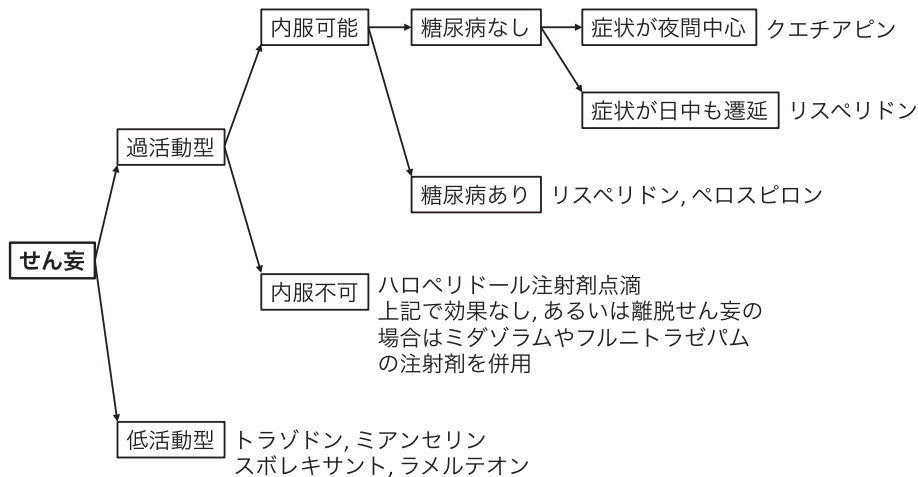 内服可能
糖尿病なし
症状が夜間中心 クエチアピン
症状が日中も遷延 リスペリドン
過活動型
糖尿病あり リスペリドン, ペロスピロン
せん妄
内服不可
ハロペリドール注射剤点滴
上記で効果なし, あるいは離脱せん妄の
場合はミダゾラムやフルニトラゼパム
の注射剤を併用
低活動型
トラゾドン, ミアンセリン
スボレキサント, ラメルテオン